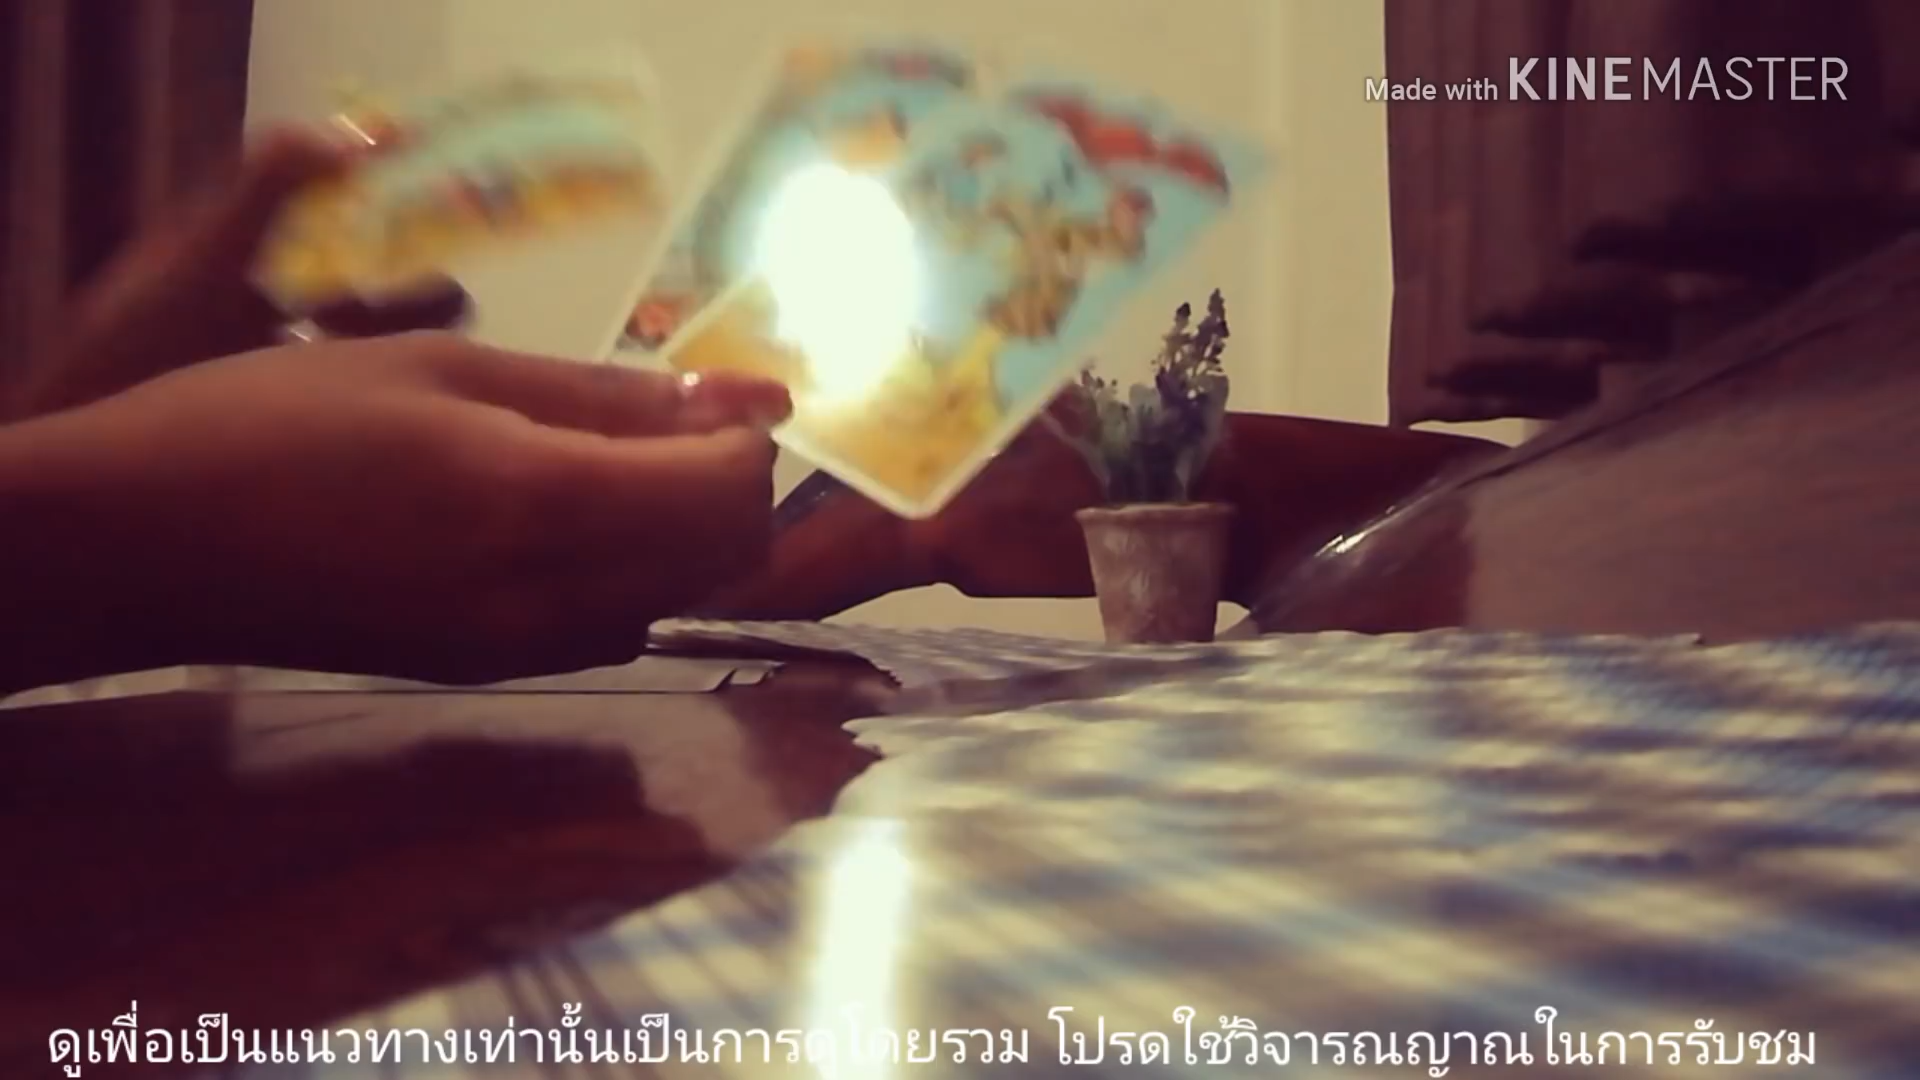 Made with KINEMASTER
ดูเพื่อเป็นแนวทางเท่านั้นเป็นการดูโดยรวม โปรดใช้วิจารณญาณในการรับชม